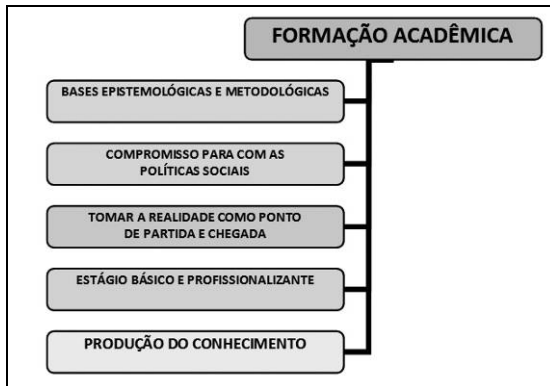 FORMAÇÃO ACADÊMICA
BASES EPISTEMOLÓGICAS E METODOLÓGICAS
COMPROMISSO PARA COM AS
POLÍTICAS SOCIAIS
TOMAR A REALIDADE COMO PONTO
DE PARTIDA E CHEGADA
ESTÁGIO BÁSICO E PROFISSIONALIZANTE
PRODUÇÃO DO CONHECIMENTO